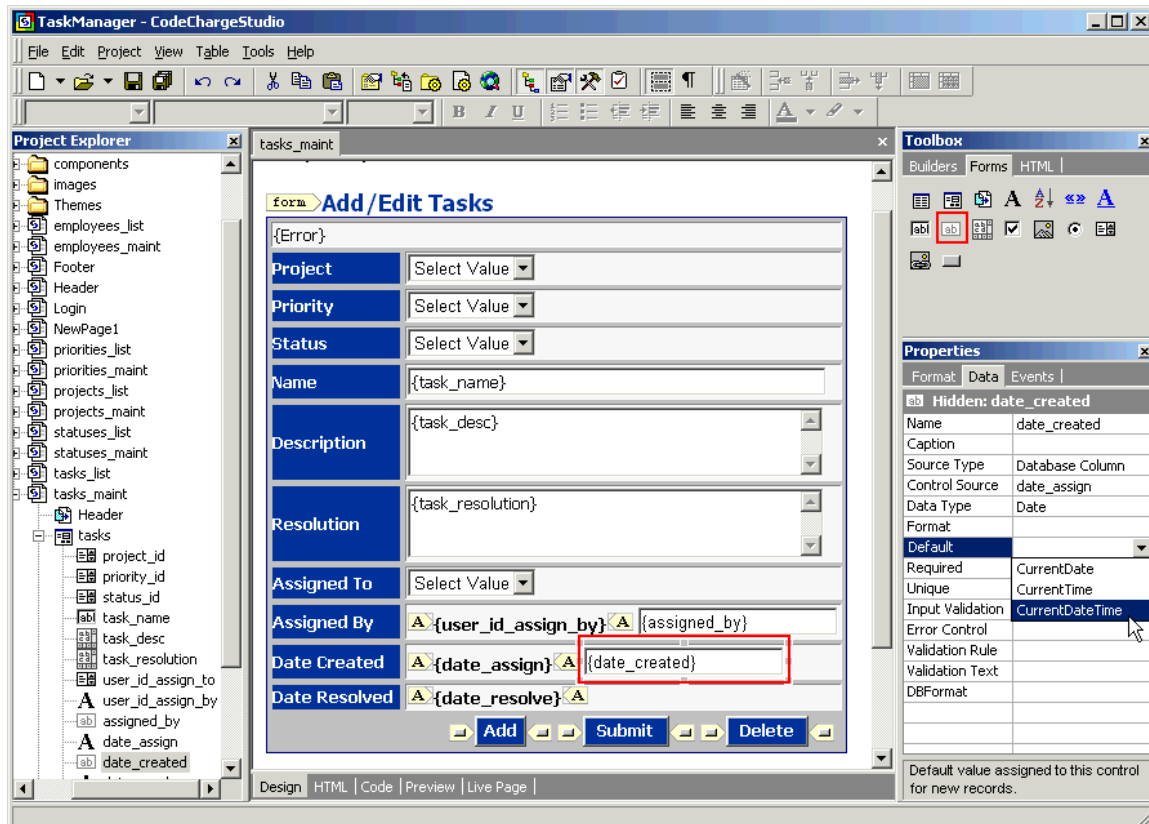 TaskManager - CodeChargeStudio
File Edit Project View Table Tools Help
B I U
Project Explorer
components
images
Themes
employees_list
employees_maint
Footer
Header
Login
NewPage1
priorities_list
priorities_maint
projects_list
projects_maint
statuses_list
statuses_maint
tasks_list
tasks_maint
Header
tasks
project_id
priority_id
status_id
task_name
task_desc
task_resolution
user_id_assign_to
user_id_assign_by
assigned_by
date_assign
date_created
tasks_maint
form Add/Edit Tasks
{Error}
Project Select Value
Priority Select Value
Status Select Value
Name {task_name}
Description {task_desc}
Resolution {task_resolution}
Assigned To Select Value
Assigned By A {user_id_assign_by} A {assigned_by}
Date Created A {date_assign} A {date_created}
Date Resolved A {date_resolve} A
Add Submit Delete
Design HTML Code Preview Live Page
Toolbox
Builders Forms HTML
Properties
Format Data Events
Hidden: date_created
Name date_created
Caption
Source Type Database Column
Control Source date_assign
Data Type Date
Format
Default
Required CurrentDate
Unique CurrentTime
Input Validation CurrentDateTime
Error Control
Validation Rule
Validation Text
DBFormat
Default value assigned to this control
for new records.